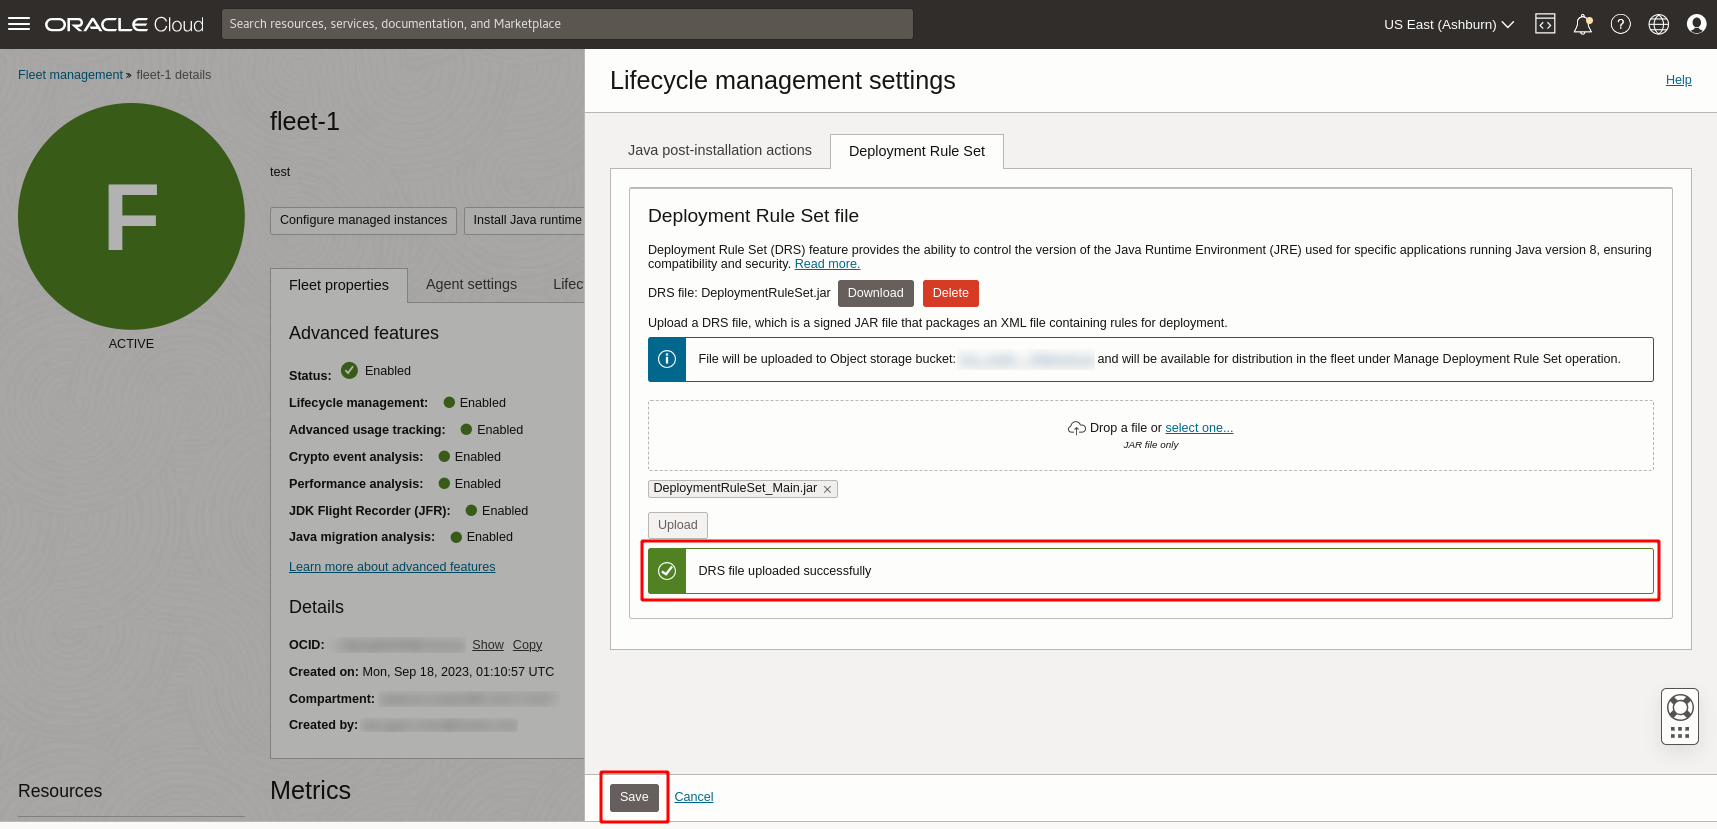 ORACLE Cloud
Search resources, services, documentation, and Marketplace
US East (Ashburn)
Fleet management » fleet-1 details
F
ACTIVE
fleet-1
test
Configure managed instances
Install Java runtime
Fleet properties
Agent settings
Lifec
Advanced features
Status: Enabled
Lifecycle management: Enabled
Advanced usage tracking: Enabled
Crypto event analysis: Enabled
Performance analysis: Enabled
JDK Flight Recorder (JFR): Enabled
Java migration analysis: Enabled
Learn more about advanced features
Details
OCID: Show Copy
Created on: Mon, Sep 18, 2023, 01:10:57 UTC
Compartment:
Created by:
Resources
Metrics
Lifecycle management settings
Help
Java post-installation actions
Deployment Rule Set
Deployment Rule Set file
Deployment Rule Set (DRS) feature provides the ability to control the version of the Java Runtime Environment (JRE) used for specific applications running Java version 8, ensuring
compatibility and security. Read more.
DRS file: DeploymentRuleSet.jar Download Delete
Upload a DRS file, which is a signed JAR file that packages an XML file containing rules for deployment.
File will be uploaded to Object storage bucket: and will be available for distribution in the fleet under Manage Deployment Rule Set operation.
Drop a file or select one...
JAR file only
DeploymentRuleSet_Main.jar ×
Upload
DRS file uploaded successfully
Save Cancel